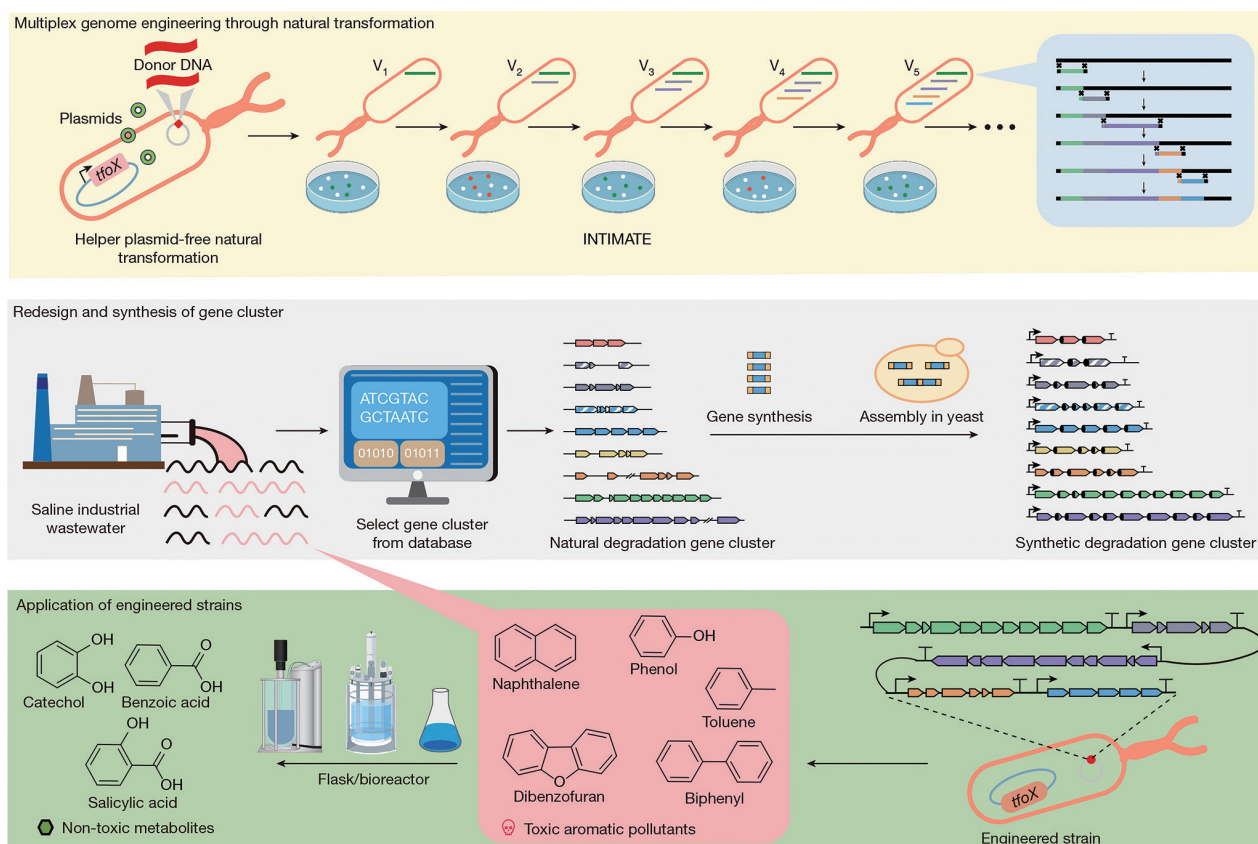 Multiplex genome engineering through natural transformation
Donor DNA
Plasmids
tfoX
Helper plasmid-free natural
transformation
V1
V2
V3
V4
V5
INTIMATE
Redesign and synthesis of gene cluster
Saline industrial
wastewater
ATCGTAC
GCTAATC
01010
01011
Select gene cluster
from database
Natural degradation gene cluster
Gene synthesis
Assembly in yeast
Synthetic degradation gene cluster
Application of engineered strains
OH
OH
Catechol
O
OH
Benzoic acid
OH
O
OH
Salicylic acid
Non-toxic metabolites
Flask/bioreactor
Naphthalene
OH
Phenol
Toluene
O
Dibenzofuran
Biphenyl
Toxic aromatic pollutants
tfoX
Engineered strain